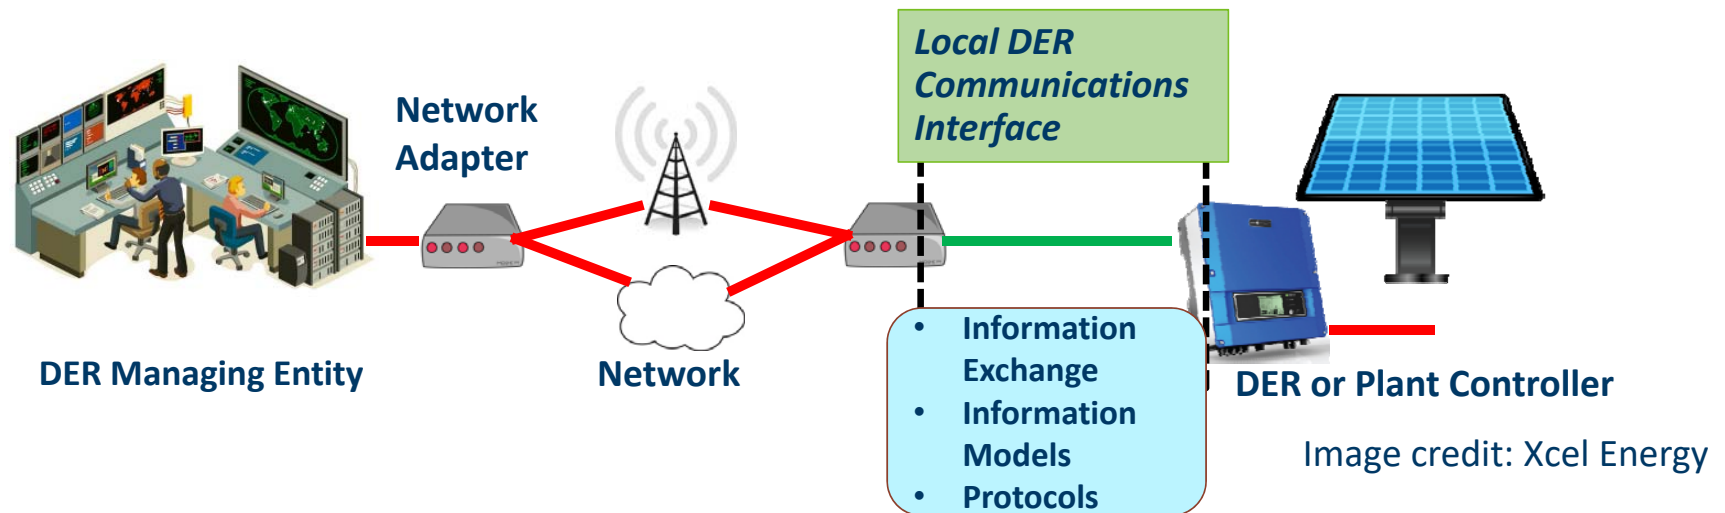 Local DER
Communications
Interface
Network
Adapter
DER Managing Entity
Network
• Information
Exchange
• Information
Models
• Protocols
DER or Plant Controller
Image credit: Xcel Energy